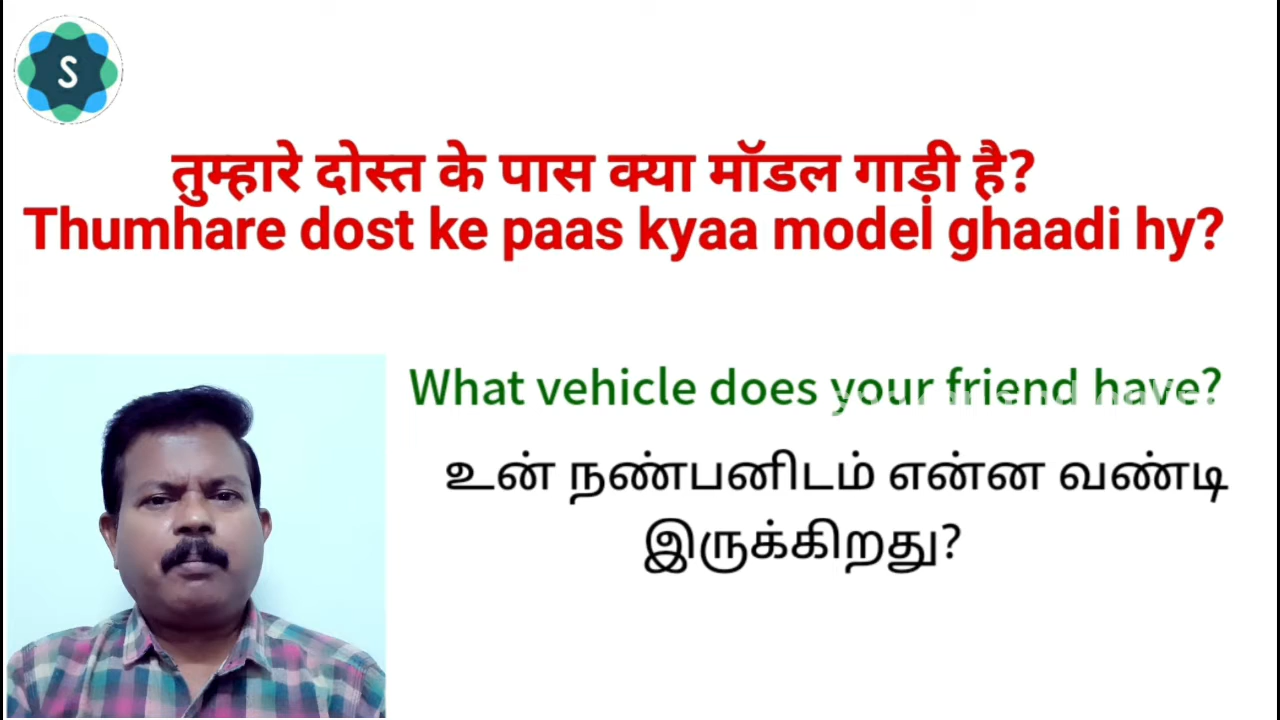 S
तुम्हारे दोस्त के पास क्या मॉडल गाड़ी है?
Thumhare dost ke paas kyaa model ghaadi hy?
What vehicle does your friend have?
உன் நண்பனிடம் என்ன வண்டி
இருக்கிறது?